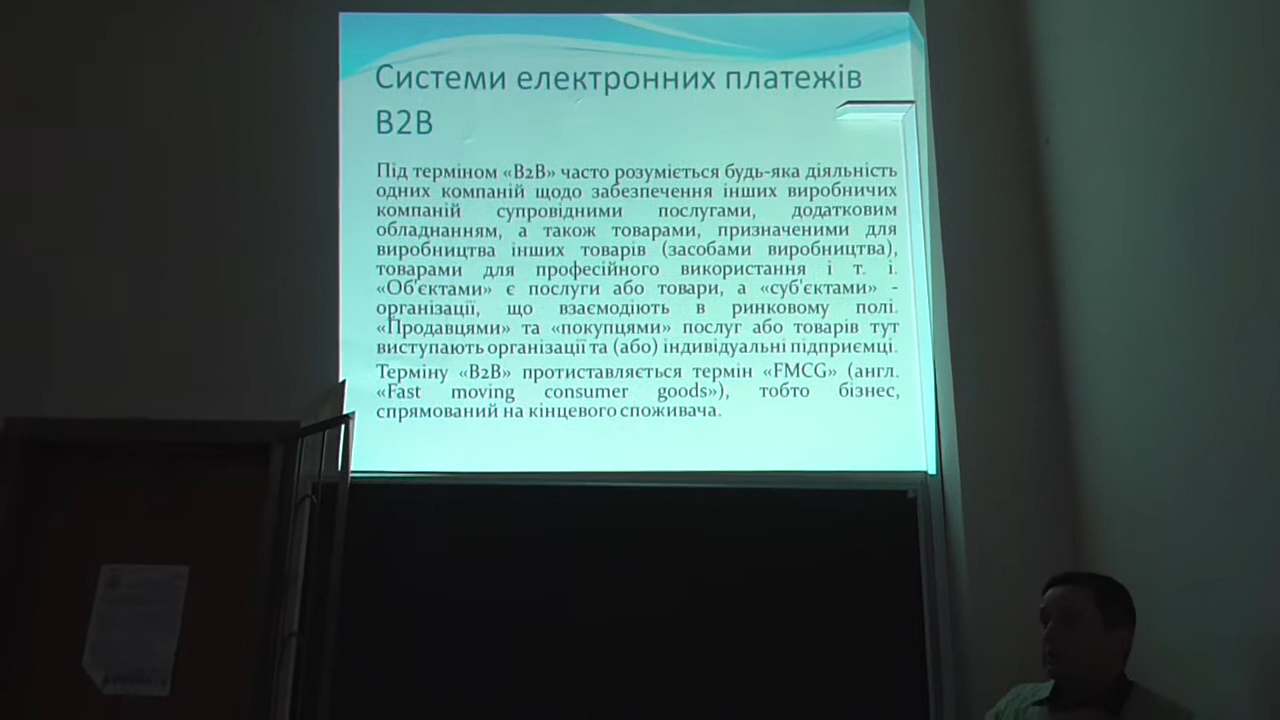 Системи електронних платежів
B2B
Під терміном «B2B» часто розуміється будь-яка діяльність
одних компаній щодо забезпечення інших виробничих
компаній супровідними послугами, додатковим
обладнанням, а також товарами, призначеними для
виробництва інших товарів (засобами виробництва),
товарами для професійного використання і т. і.
«Об'єктами» є послуги або товари, а «суб'єктами» -
організації, що взаємодіють в ринковому полі.
«Продавцями» та «покупцями» послуг або товарів тут
виступають організації та (або) індивідуальні підприємці.
Терміну «B2B» протиставляється термін «FMCG» (англ.
«Fast moving consumer goods»), тобто бізнес,
спрямований на кінцевого споживача.